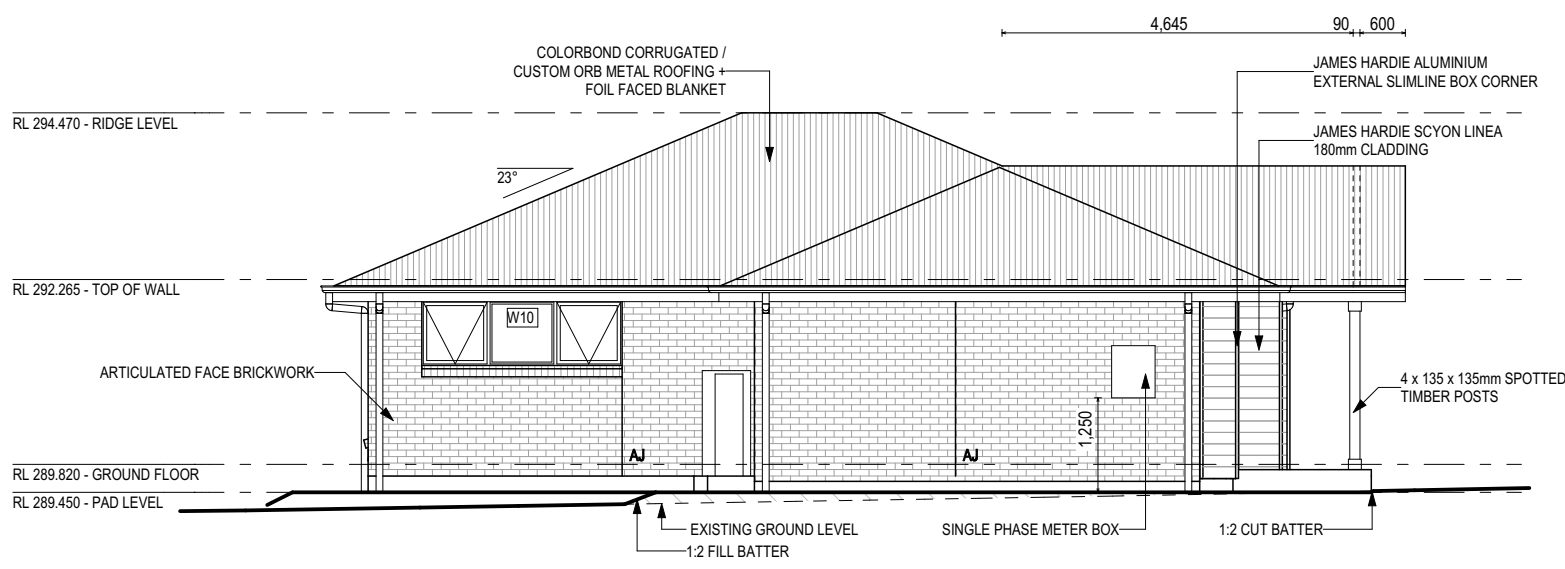 4,645
90
600
COLORBOND CORRUGATED /
CUSTOM ORB METAL ROOFING +
FOIL FACED BLANKET
JAMES HARDIE ALUMINIUM
EXTERNAL SLIMLINE BOX CORNER
RL 294.470 - RIDGE LEVEL
JAMES HARDIE SCYON LINEA
180mm CLADDING
23°
RL 292.265 - TOP OF WALL
W10
ARTICULATED FACE BRICKWORK
4 x 135 x 135mm SPOTTED
TIMBER POSTS
1,250
AJ
AJ
RL 289.820 - GROUND FLOOR
RL 289.450 - PAD LEVEL
EXISTING GROUND LEVEL
SINGLE PHASE METER BOX
1:2 CUT BATTER
1:2 FILL BATTER